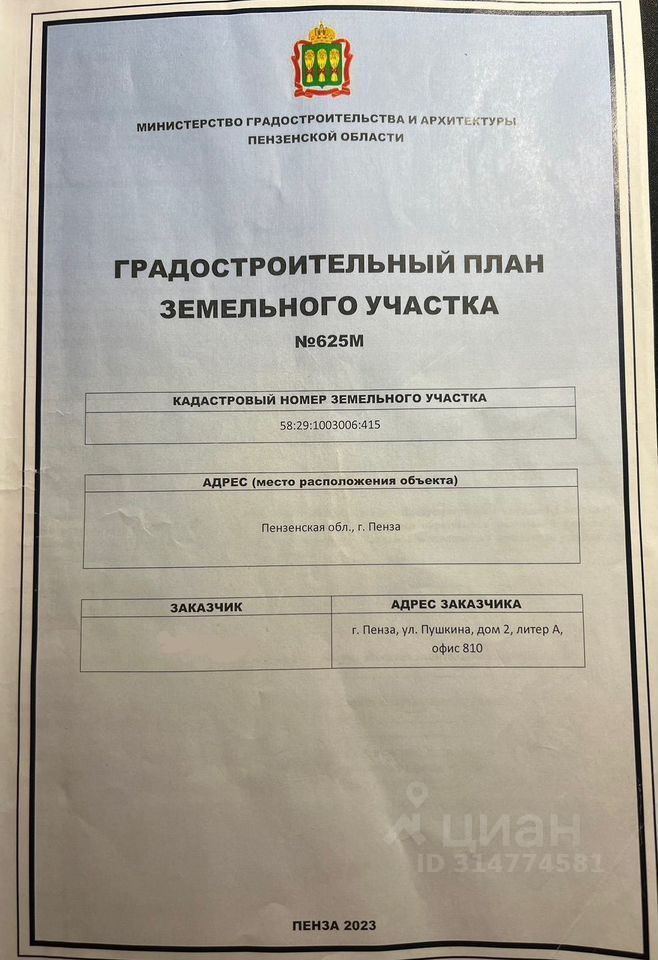 МИНИСТЕРСТВО ГРАДОСТРОИТЕЛЬСТВА И АРХИТЕКТУРЫ
ПЕНЗЕНСКОЙ ОБЛАСТИ
ГРАДОСТРОИТЕЛЬНЫЙ ПЛАН
ЗЕМЕЛЬНОГО УЧАСТКА
№625М
КАДАСТРОВЫЙ НОМЕР ЗЕМЕЛЬНОГО УЧАСТКА
58:29:1003006:415
АДРЕС (место расположения объекта)
Пензенская обл., г. Пенза
ЗАКАЗЧИК
АДРЕС ЗАКАЗЧИКА
г. Пенза, ул. Пушкина, дом 2, литер А,
офис 810
циан
ID 314774581
ПЕНЗА 2023